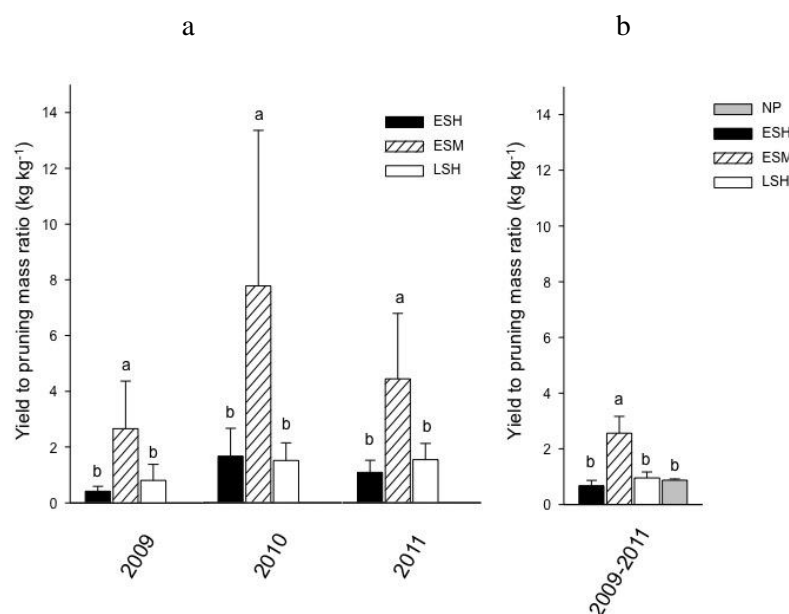 a
b
Yield to pruning mass ratio (kg kg⁻¹)
14
12
10
8
6
4
2
0
ESH
ESM
LSH
b
a
b
b
a
b
b
a
b
2009
2010
2011
Yield to pruning mass ratio (kg kg⁻¹)
14
12
10
8
6
4
2
0
NP
ESH
ESM
LSH
b
a
b
b
2009-2011